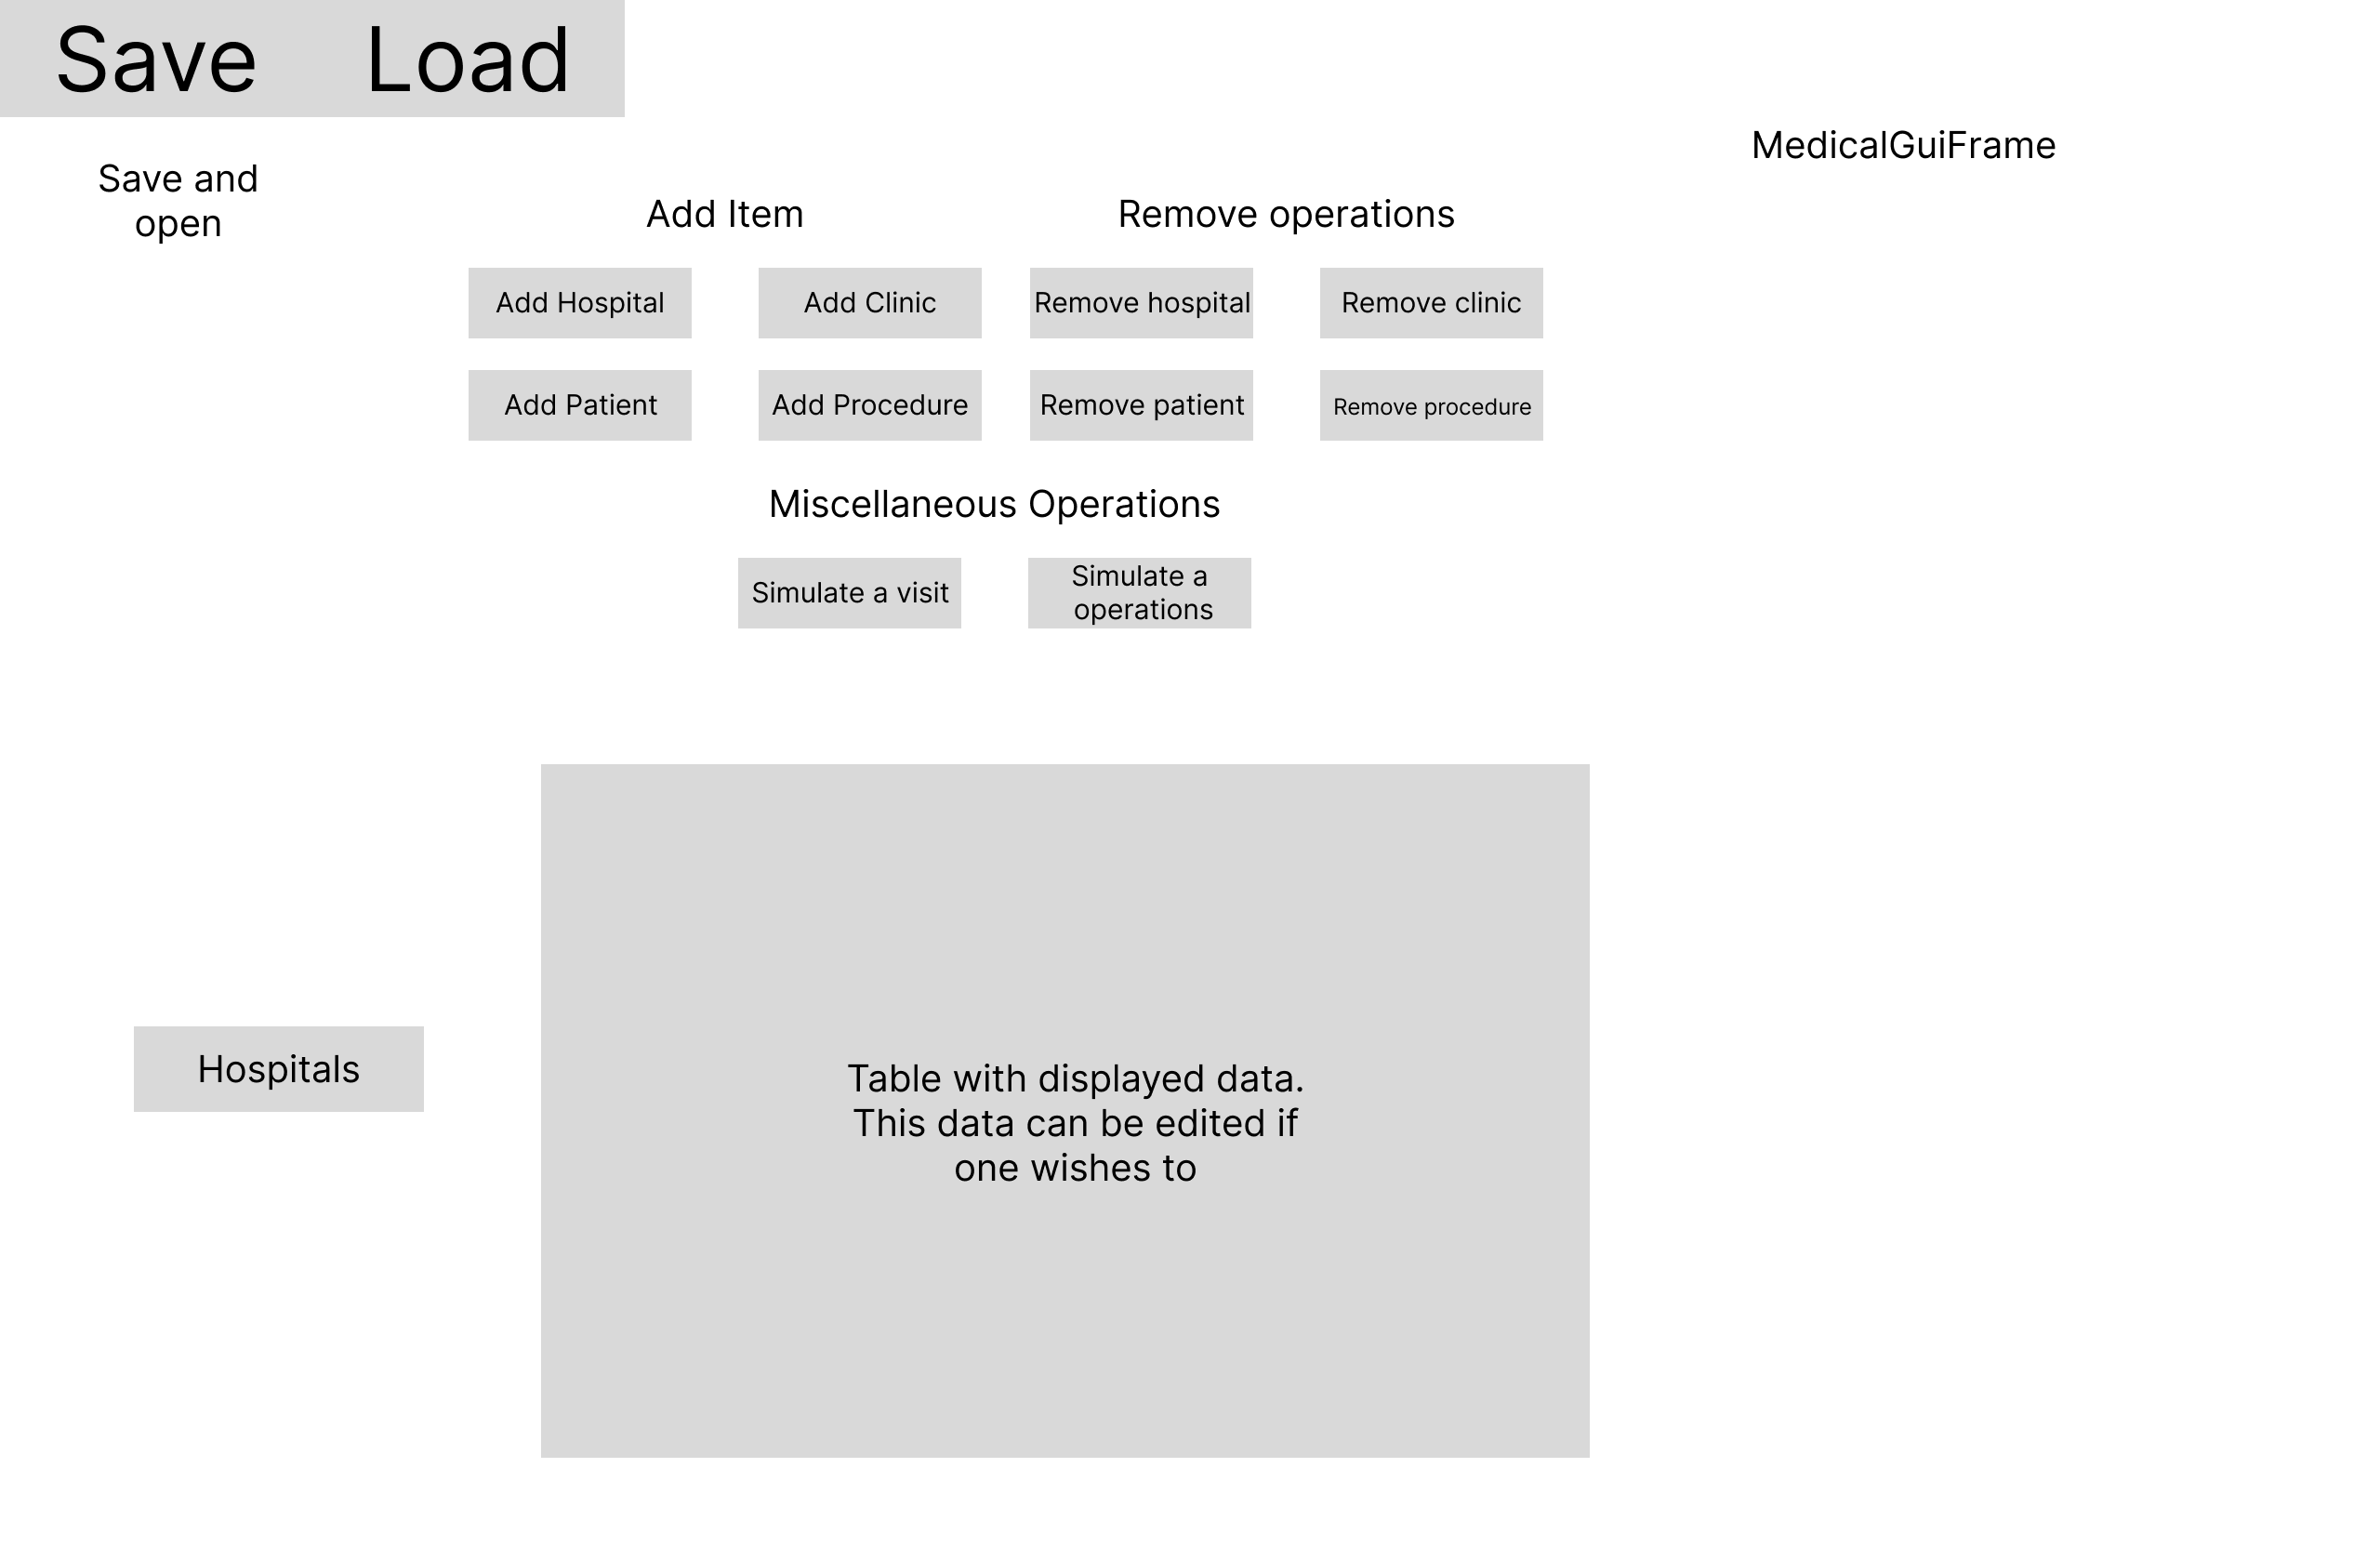 Save Load
MedicalGuiFrame
Save and
open
Add Item
Remove operations
Add Hospital
Add Clinic
Remove hospital
Remove clinic
Add Patient
Add Procedure
Remove patient
Remove procedure
Miscellaneous Operations
Simulate a visit
Simulate a
operations
Hospitals
Table with displayed data.
This data can be edited if
one wishes to